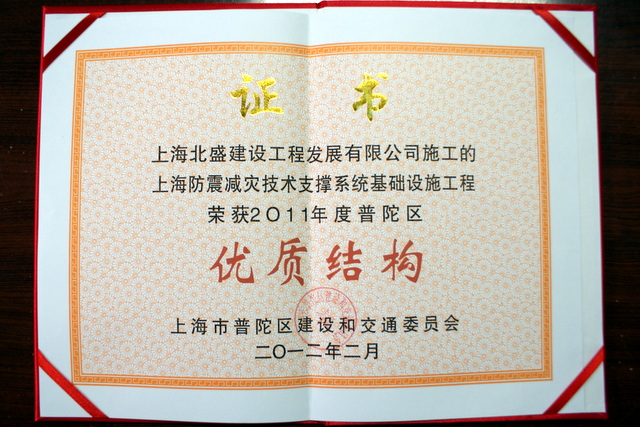 证书
上海北盛建设工程发展有限公司施工的
上海防震减灾技术支撑系统基础设施工程
荣获2O11年度普陀区
优质结构
上海市普陀区建设和交通委员会
二〇一二年二月